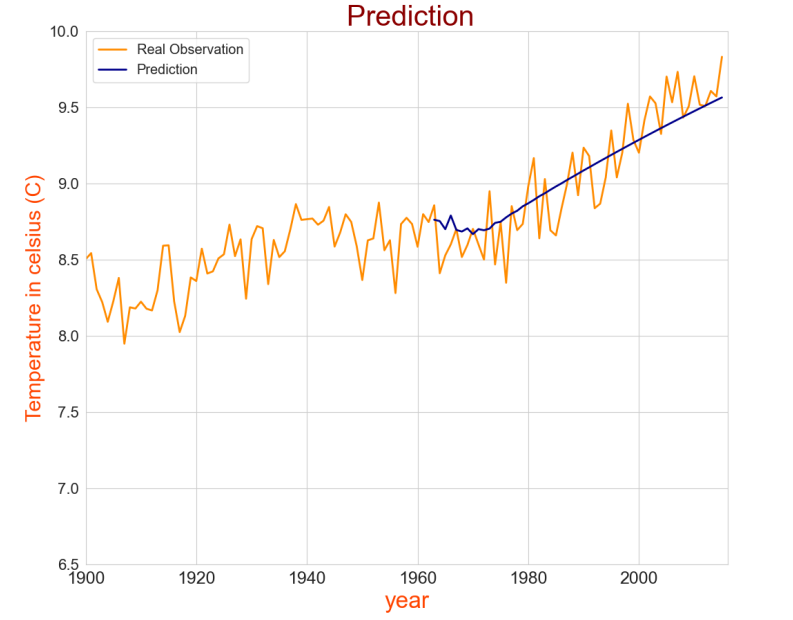 Prediction
Real Observation
Prediction
10.0
9.5
9.0
8.5
8.0
7.5
7.0
6.5
Temperature in celsius (C)
1900 1920 1940 1960 1980 2000
year